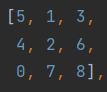 [5, 1, 3,
4, 2, 6,
0, 7, 8],